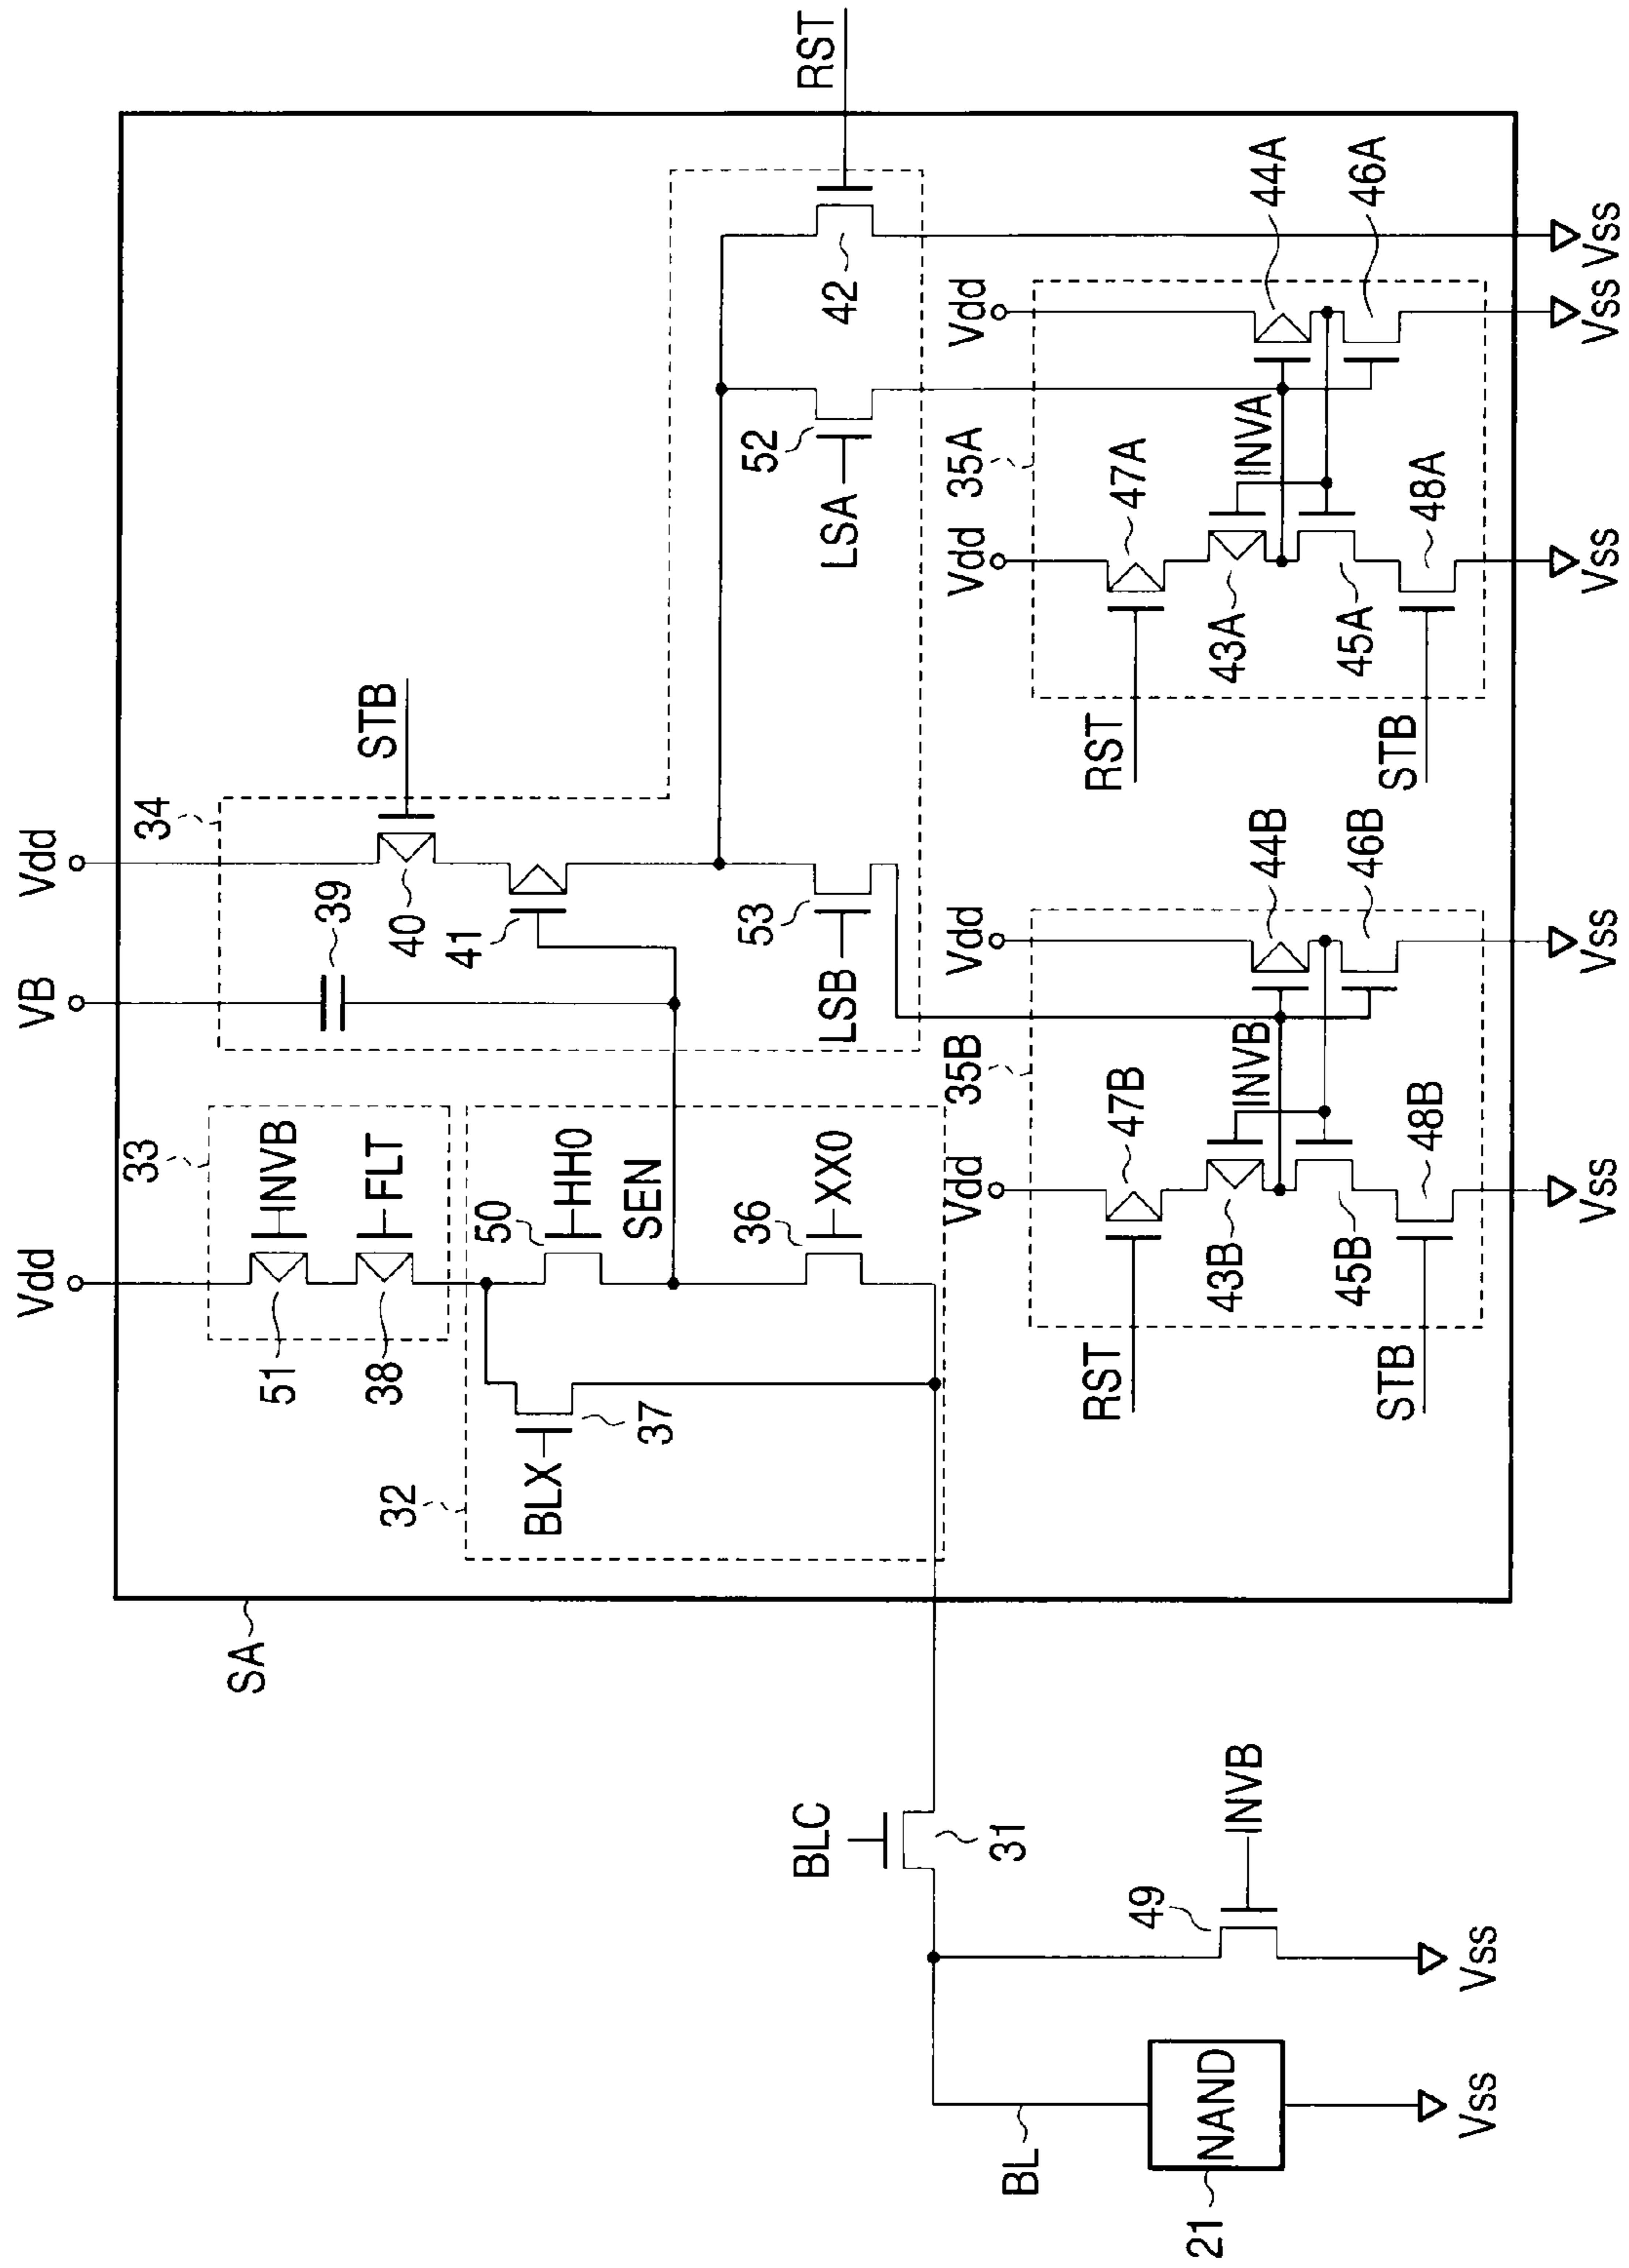 Vdd
VB
Vdd
33
34
STB
RST
INVB
FLT
51
38
39
40
41
32
BLX
37
50
HH0
SEN
36
XX0
53
LSB
52
LSA
42
SA
BLC
31
49
INVB
Vss
BL
NAND
21
Vss
35B
Vdd
Vdd
RST
47B
43B
INVB
44B
46B
45B
48B
STB
Vss
Vss
35A
Vdd
Vdd
RST
47A
43A
INVA
44A
46A
45A
48A
STB
Vss
Vss
Vss